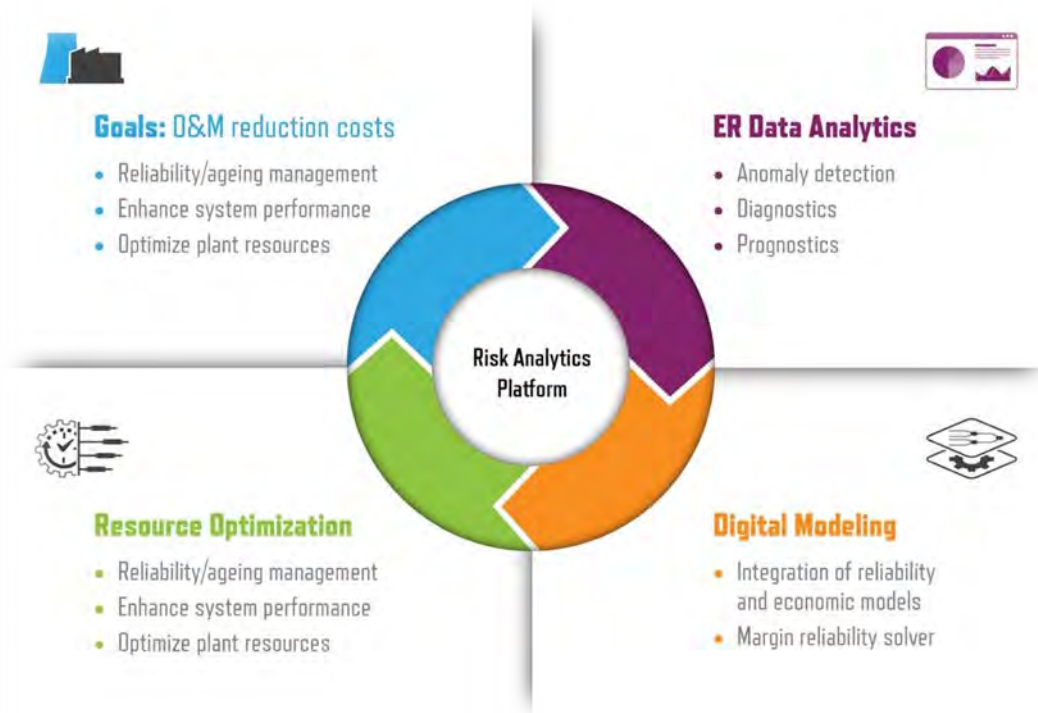 Goals: O&M reduction costs
Reliability/ageing management
Enhance system performance
Optimize plant resources
ER Data Analytics
Anomaly detection
Diagnostics
Prognostics
Risk Analytics
Platform
Resource Optimization
Reliability/ageing management
Enhance system performance
Optimize plant resources
Digital Modeling
Integration of reliability
and economic models
Margin reliability solver